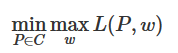 min max L(P, w)
P∈C w